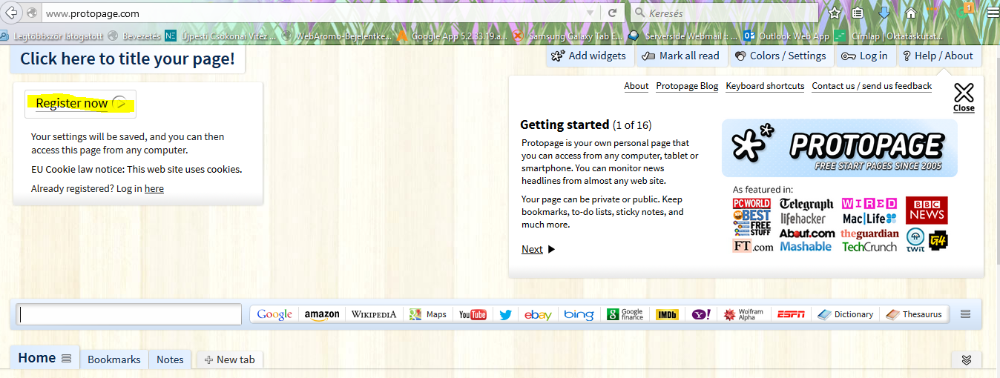 www.protopage.com
Keresés
1
Legtöbbször látogatott Bevezetés NE Újpesti Csokonai Vitéz ... WebAromo-Bejelentke... Google App 5.2.33.19.a... Samsung Galaxy Tab E... Serverside Webmail :: ... Outlook Web App Címlap | Oktatáskutat...
Click here to title your page!
Add widgets Mark all read Colors / Settings Log in Help / About
About Protopage Blog Keyboard shortcuts Contact us / send us feedback
Close
Register now
Your settings will be saved, and you can then
access this page from any computer.
EU Cookie law notice: This web site uses cookies.
Already registered? Log in here
Getting started (1 of 16)
Protopage is your own personal page that
you can access from any computer, tablet or
smartphone. You can monitor news
headlines from almost any web site.
Your page can be private or public. Keep
bookmarks, to-do lists, sticky notes, and
much more.
Next
PROTOPAGE
FREE START PAGES SINCE 2005
As featured in:
PC WORLD Telegraph WIRED BBC NEWS
BEST FREE STUFF lifehacker Mac|Life
About.com theguardian TWiT G4
FT.com Mashable TechCrunch
Google amazon WIKIPEDIA Maps YouTube ebay bing Google finance IMDb Y! Wolfram Alpha ESPN Dictionary Thesaurus
Home Bookmarks Notes New tab